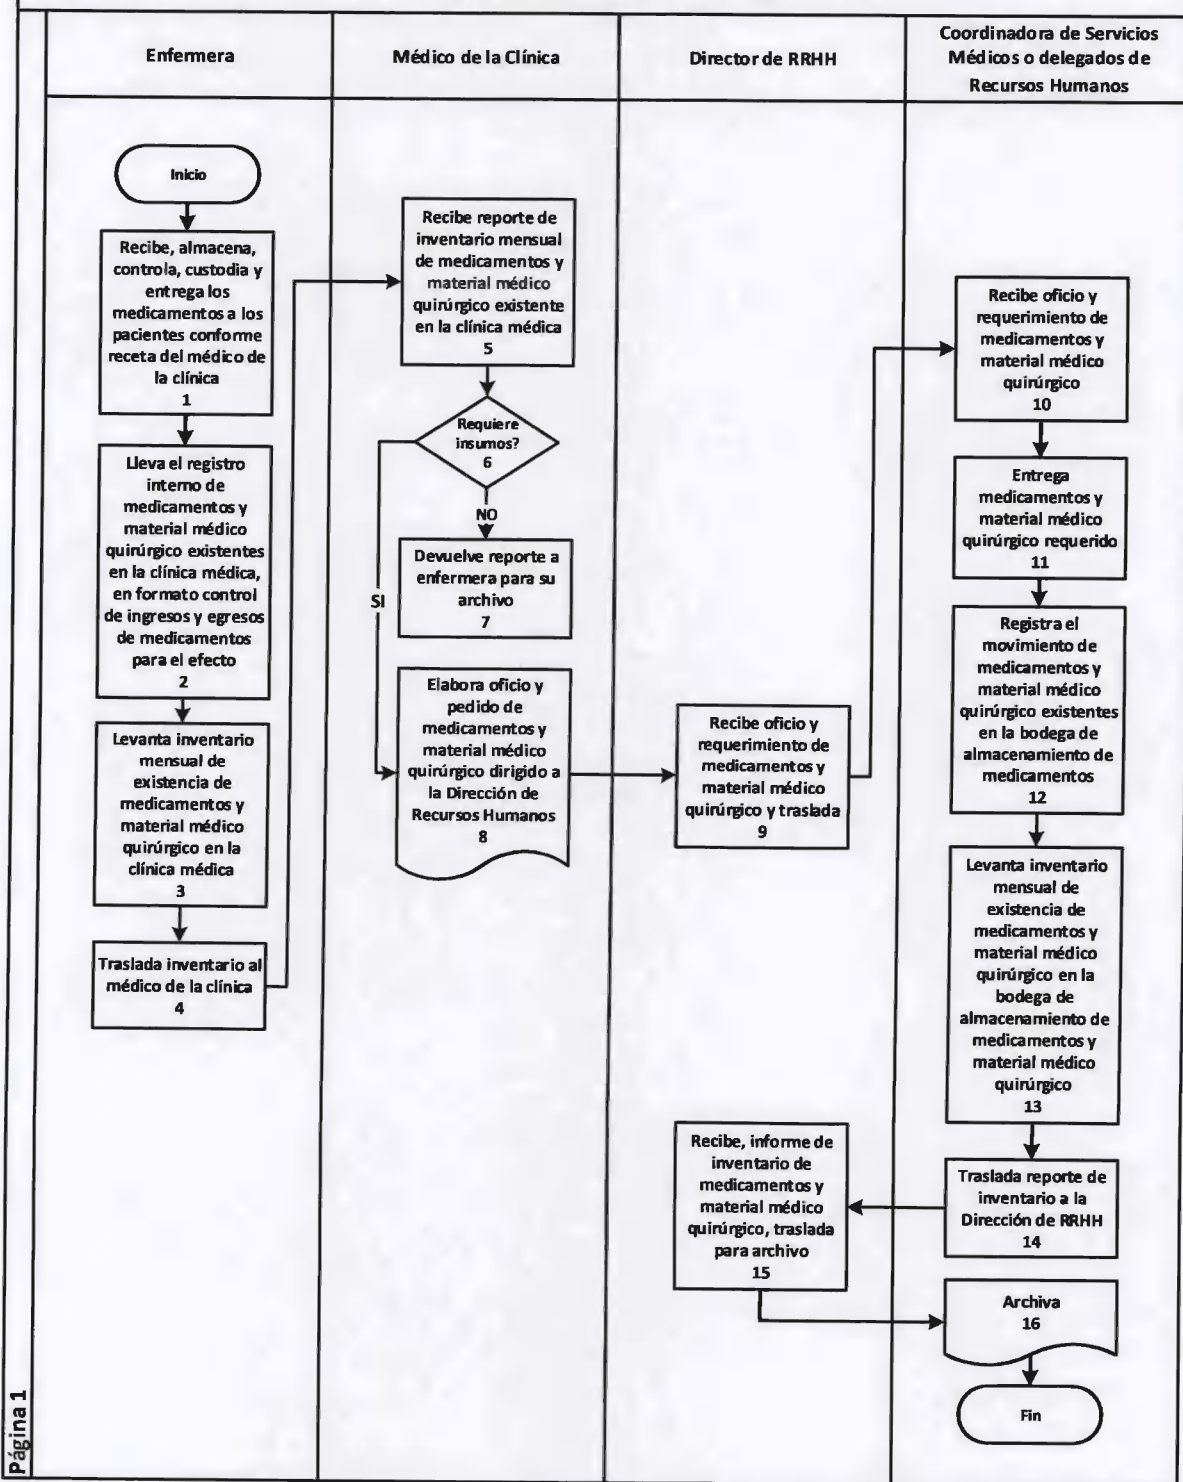 Enfermera
Médico de la Clínica
Director de RRHH
Coordinadora de Servicios
Médicos o delegados de
Recursos Humanos
Inicio
Recibe, almacena,
controla, custodia y
entrega los
medicamentos a los
pacientes conforme
receta del médico de
la clínica
1
Lleva el registro
interno de
medicamentos y
material médico
quirúrgico existentes
en la clínica médica,
en formato control
de ingresos y egresos
de medicamentos
para el efecto
2
Levanta inventario
mensual de
existencia de
medicamentos y
material médico
quirúrgico en la
clínica médica
3
Traslada inventario al
médico de la clínica
4
Recibe reporte de
inventario mensual
de medicamentos y
material médico
quirúrgico existente
en la clínica médica
5
Requiere
insumos?
6
NO
SI
Devuelve reporte a
enfermera para su
archivo
7
Elabora oficio y
pedido de
medicamentos y
material médico
quirúrgico dirigido a
la Dirección de
Recursos Humanos
8
Recibe oficio y
requerimiento de
medicamentos y
material médico
quirúrgico y traslada
9
Recibe oficio y
requerimiento de
medicamentos y
material médico
quirúrgico
10
Entrega
medicamentos y
material médico
quirúrgico requerido
11
Registra el
movimiento de
medicamentos y
material médico
quirúrgico existentes
en la bodega de
almacenamiento de
medicamentos
12
Levanta inventario
mensual de
existencia de
medicamentos y
material médico
quirúrgico en la
bodega de
almacenamiento de
medicamentos y
material médico
quirúrgico
13
Traslada reporte de
inventario a la
Dirección de RRHH
14
Recibe, informe de
inventario de
medicamentos y
material médico
quirúrgico, traslada
para archivo
15
Archiva
16
Fin
Página 1